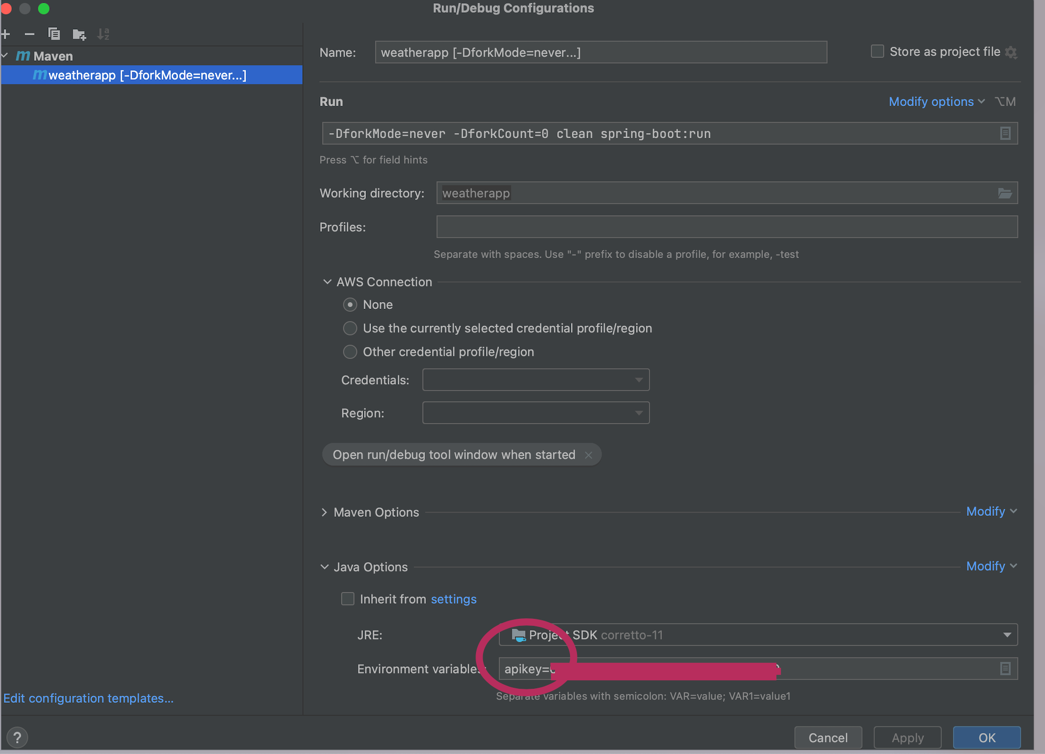 Run/Debug Configurations
Maven
weatherapp [-DforkMode=never...]
Name: weatherapp [-DforkMode=never...] Store as project file
Run Modify options ⌥M
-DforkMode=never -DforkCount=0 clean spring-boot:run
Press ⌥ for field hints
Working directory: weatherapp
Profiles:
Separate with spaces. Use "-" prefix to disable a profile, for example, -test
AWS Connection
None
Use the currently selected credential profile/region
Other credential profile/region
Credentials:
Region:
Open run/debug tool window when started
Maven Options Modify
Java Options Modify
Inherit from settings
JRE: Project SDK corretto-11
Environment variables: apikey=
Separate variables with semicolon: VAR=value; VAR1=value1
Edit configuration templates...
? Cancel Apply OK